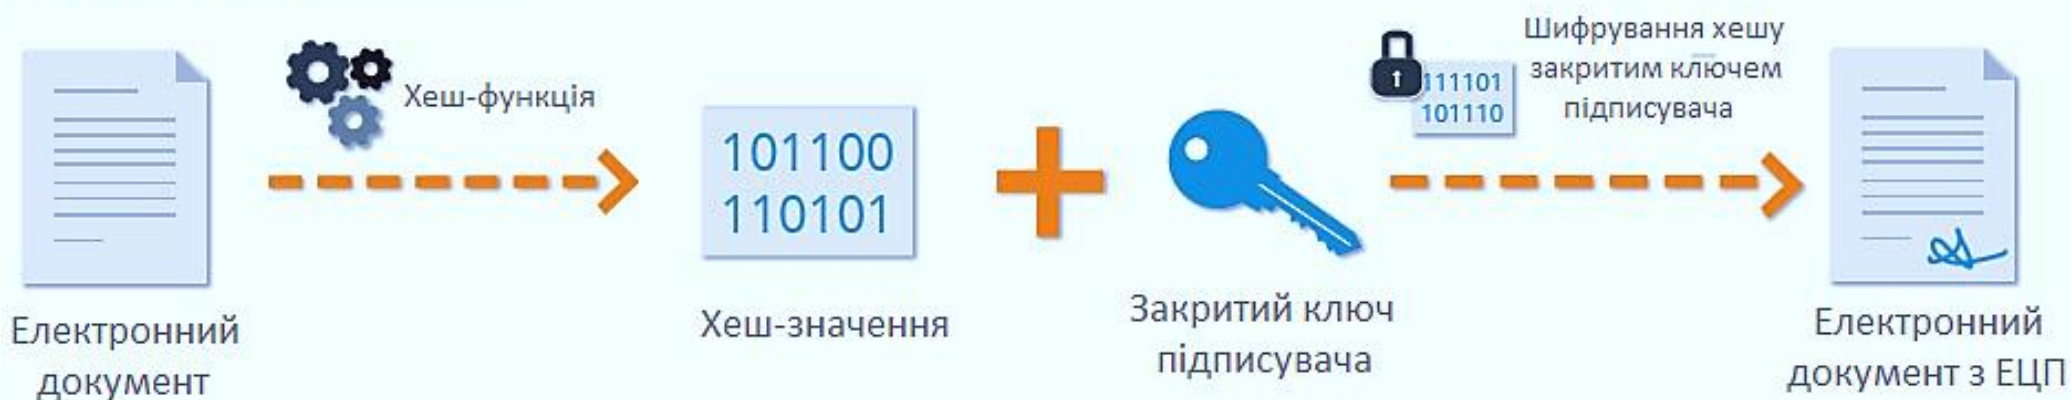 Хеш-функція
Шифрування хешу
закритим ключем
підписувача
111101
101110
101100
110101
Електронний
документ
Хеш-значення
Закритий ключ
підписувача
Електронний
документ з ЕЦП